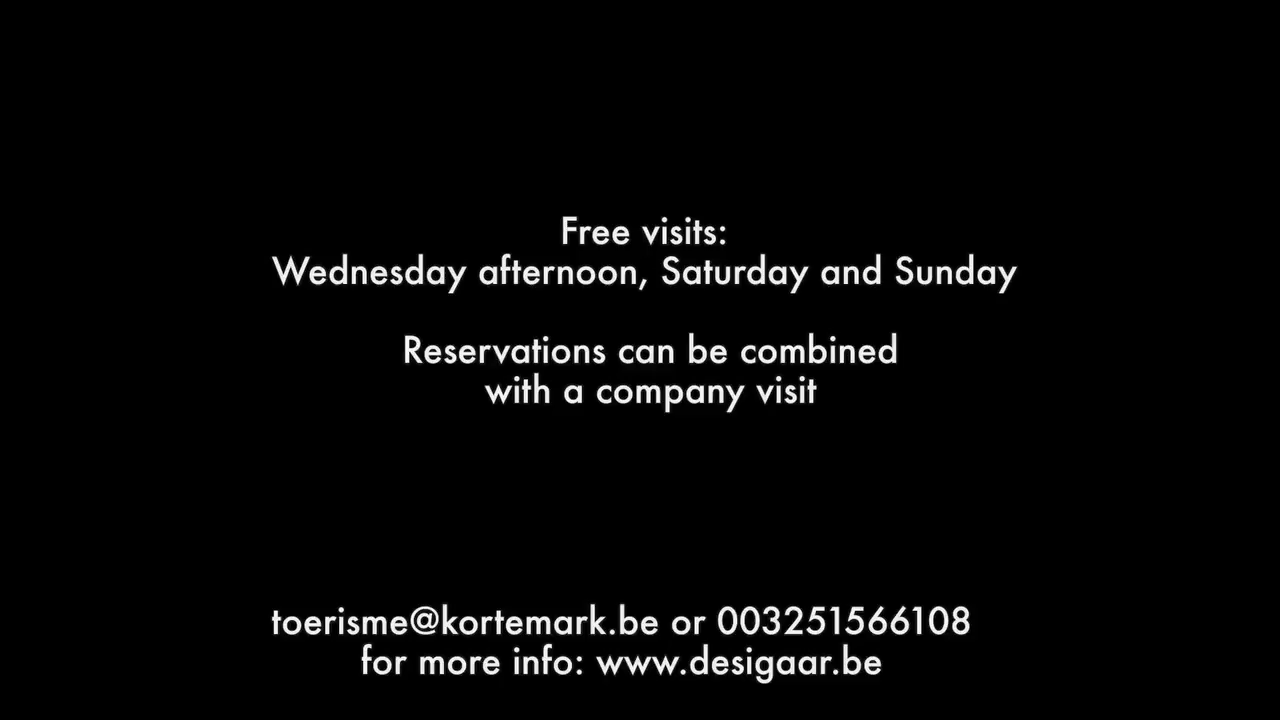 Free visits:
Wednesday afternoon, Saturday and Sunday
Reservations can be combined
with a company visit
toerisme@kortemark.be or 003251566108
for more info: www.desigaar.be